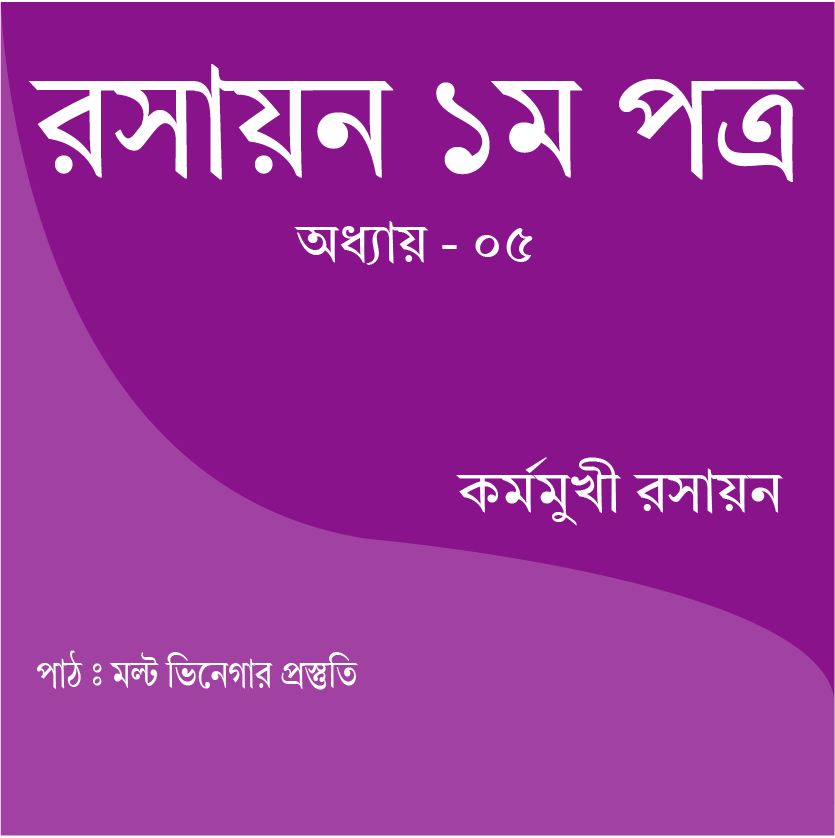 রসায়ন ১ম পত্র
অধ্যায় - ০৫
কর্মমুখী রসায়ন
পাঠ ঃ মল্ট ভিনেগার প্রস্তুতি